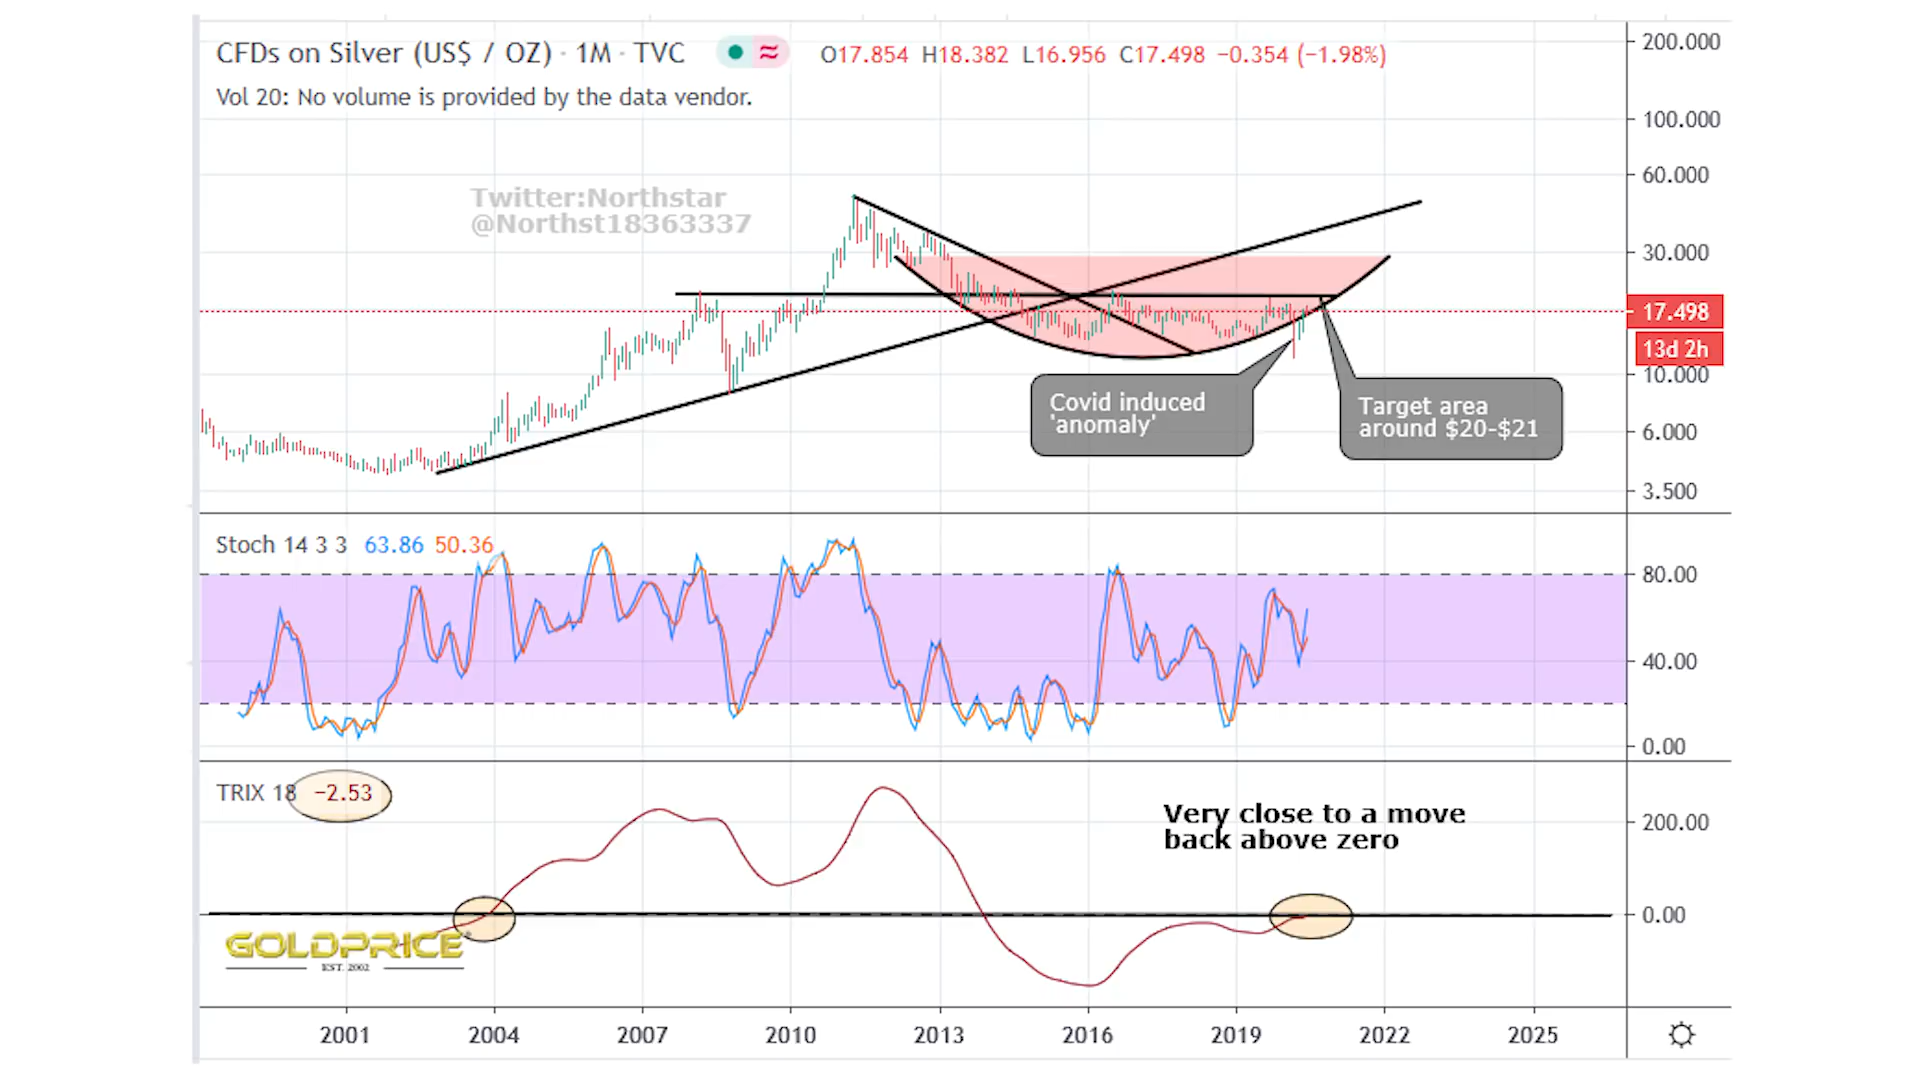 CFDs on Silver (US$ / OZ) · 1M · TVC
O17.854 H18.382 L16.956 C17.498 −0.354 (−1.98%)
Vol 20: No volume is provided by the data vendor.
Twitter:Northstar
@Northst18363337
200.000
100.000
60.000
30.000
17.498
13d 2h
10.000
6.000
3.500
Covid induced
'anomaly'
Target area
around $20-$21
Stoch 14 3 3 63.86 50.36
80.00
40.00
0.00
TRIX 18 −2.53
Very close to a move
back above zero
200.00
0.00
GOLDPRICE
EST. 2002
2001 2004 2007 2010 2013 2016 2019 2022 2025